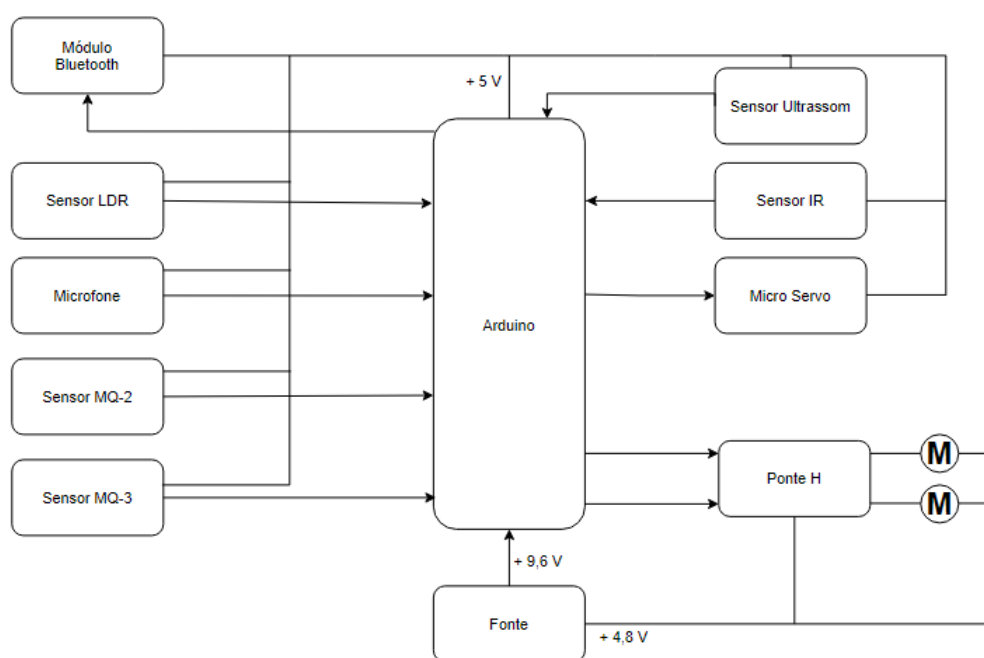 Módulo
Bluetooth
+ 5 V
Sensor Ultrassom
Sensor LDR
Sensor IR
Microfone
Micro Servo
Arduino
Sensor MQ-2
Sensor MQ-3
Ponte H
M
M
+ 9,6 V
Fonte
+ 4,8 V